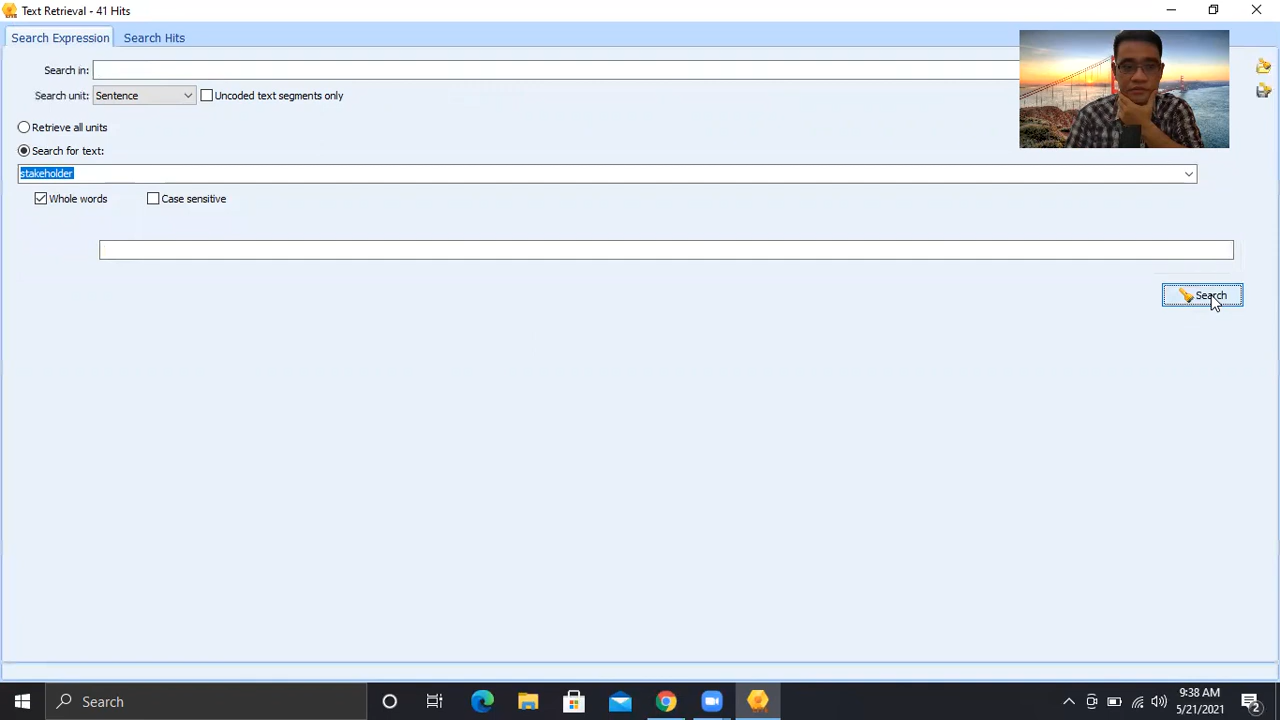 Text Retrieval - 41 Hits
Search Expression Search Hits
Search in:
Search unit: Sentence Uncoded text segments only
Retrieve all units
Search for text:
stakeholder
Whole words Case sensitive
Search
Search
9:38 AM
5/21/2021
2